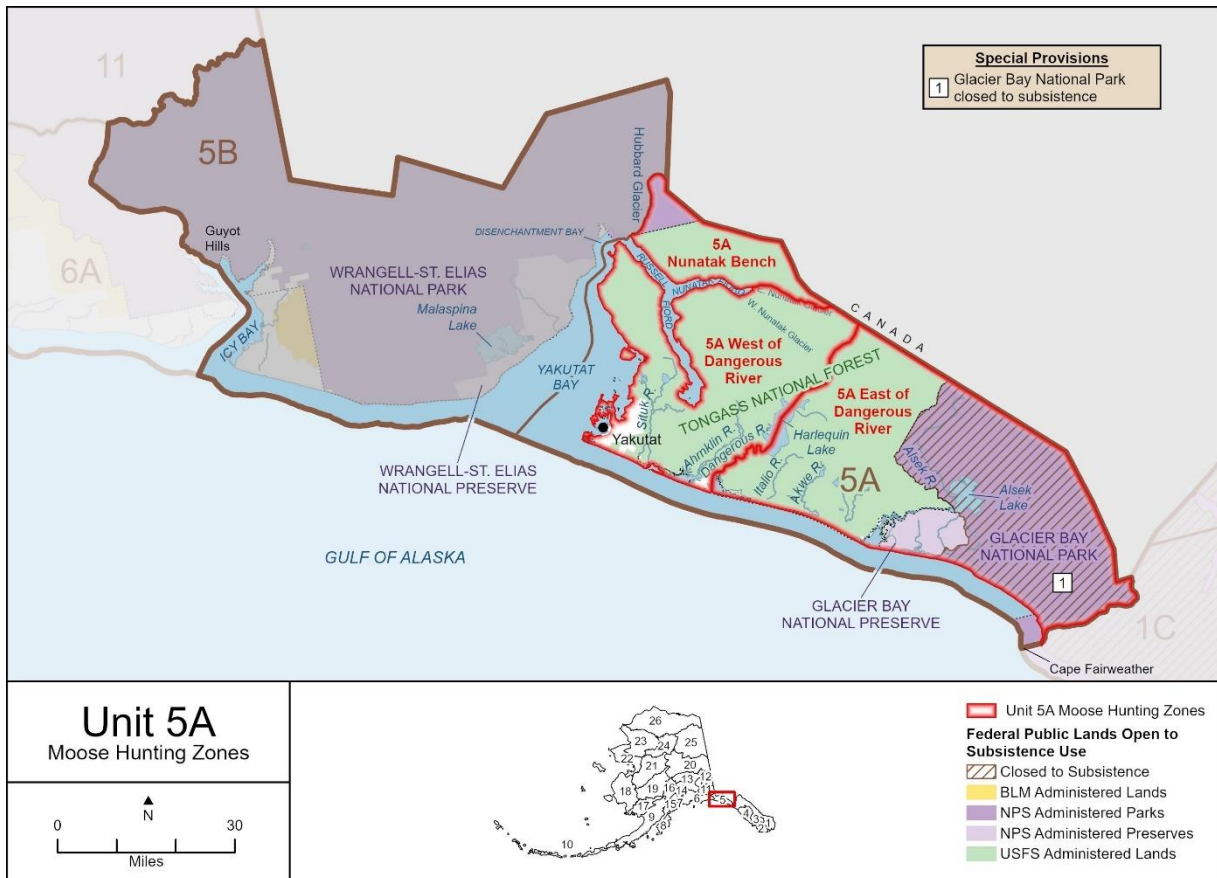 Special Provisions
1 Glacier Bay National Park
closed to subsistence
11
5B
Hubbard Glacier
Guyot
Hills
DISENCHANTMENT BAY
5A
Nunatak Bench
6A
WRANGELL-ST. ELIAS
NATIONAL PARK
RUSSELL
FIORD
NUNATAK
E. Nunatak Glacier
CANADA
Malaspina
Lake
W. Nunatak Glacier
ICY BAY
5A West of
Dangerous
River
YAKUTAT
BAY
TONGASS NATIONAL FOREST
5A East of
Dangerous
River
Situk R.
Yakutat
Ahrnklin R.
Dangerous R.
Harlequin
Lake
Italio R.
Akwe R.
5A
Alsek R.
Alsek
Lake
WRANGELL-ST. ELIAS
NATIONAL PRESERVE
GLACIER BAY
NATIONAL PARK
1
GULF OF ALASKA
GLACIER BAY
NATIONAL PRESERVE
1C
Cape Fairweather
Unit 5A
Moose Hunting Zones
N
0 30
Miles
26
23 24 25
22 21 20
18 19 16 14 13 12
11
17 15 7 6 5
9 8
10
4 3 1
2
Unit 5A Moose Hunting Zones
Federal Public Lands Open to
Subsistence Use
Closed to Subsistence
BLM Administered Lands
NPS Administered Parks
NPS Administered Preserves
USFS Administered Lands